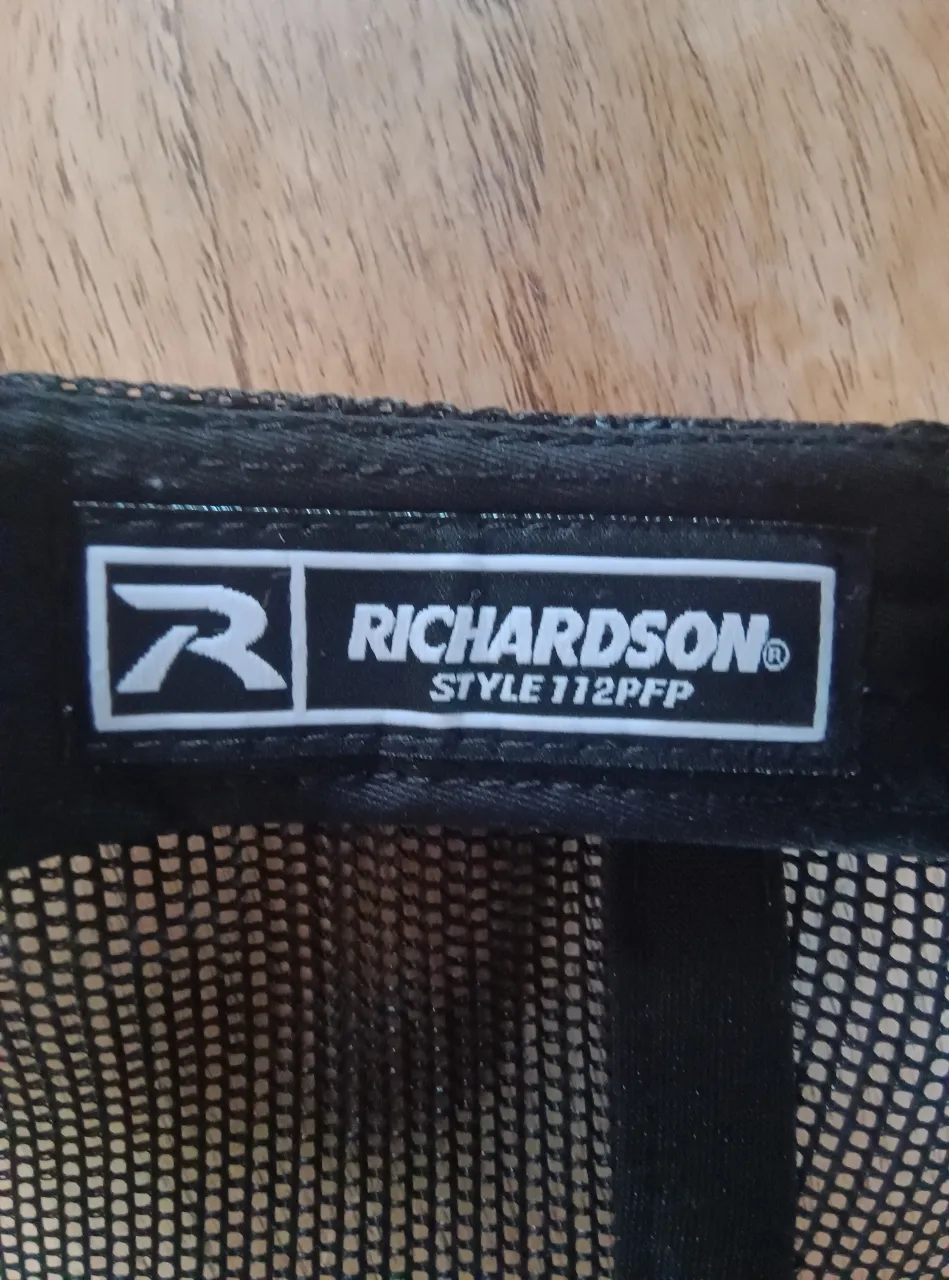 R
RICHARDSON®
STYLE 112PFP